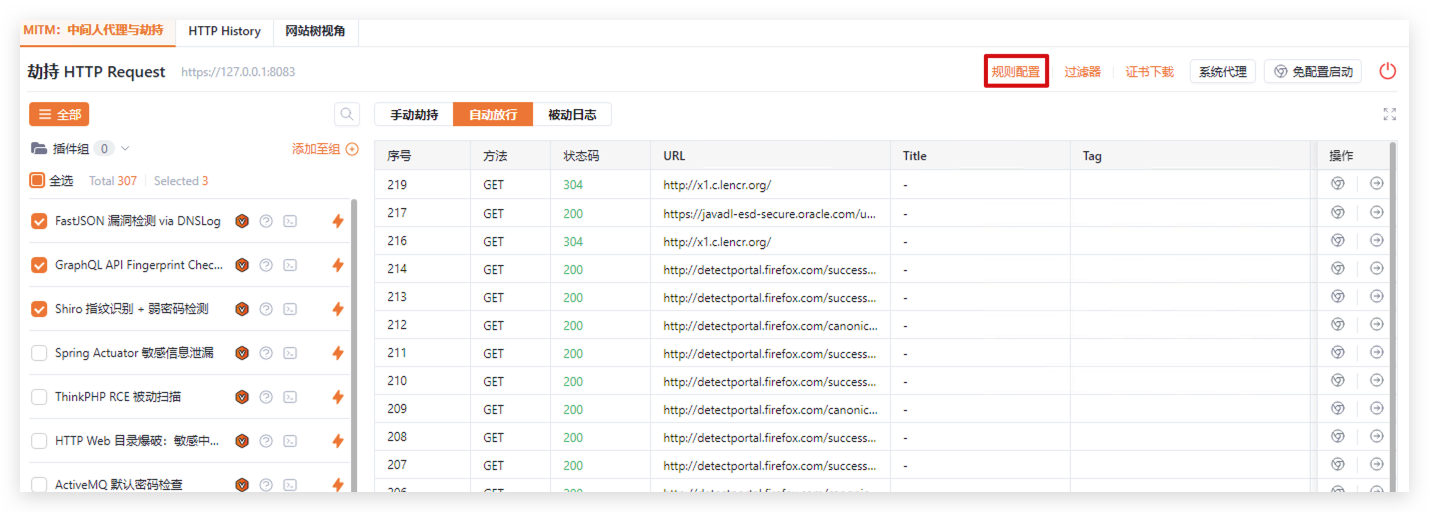 MITM：中间人代理与劫持 HTTP History 网站树视角
劫持 HTTP Request https://127.0.0.1:8083 规则配置 过滤器 证书下载 系统代理 免配置启动
全部 手动劫持 自动放行 被动日志
插件组 0 添加至组
全选 Total 307 Selected 3
FastJSON 漏洞检测 via DNSLog
GraphQL API Fingerprint Chec...
Shiro 指纹识别 + 弱密码检测
Spring Actuator 敏感信息泄漏
ThinkPHP RCE 被动扫描
HTTP Web 目录爆破：敏感中...
ActiveMQ 默认密码检查
序号 方法 状态码 URL Title Tag 操作
219 GET 304 http://x1.c.lencr.org/ -
217 GET 200 https://javadl-esd-secure.oracle.com/u... -
216 GET 304 http://x1.c.lencr.org/ -
214 GET 200 http://detectportal.firefox.com/success... -
213 GET 200 http://detectportal.firefox.com/success... -
212 GET 200 http://detectportal.firefox.com/canonic... -
211 GET 200 http://detectportal.firefox.com/success... -
210 GET 200 http://detectportal.firefox.com/success... -
209 GET 200 http://detectportal.firefox.com/canonic... -
208 GET 200 http://detectportal.firefox.com/success... -
207 GET 200 http://detectportal.firefox.com/success... -